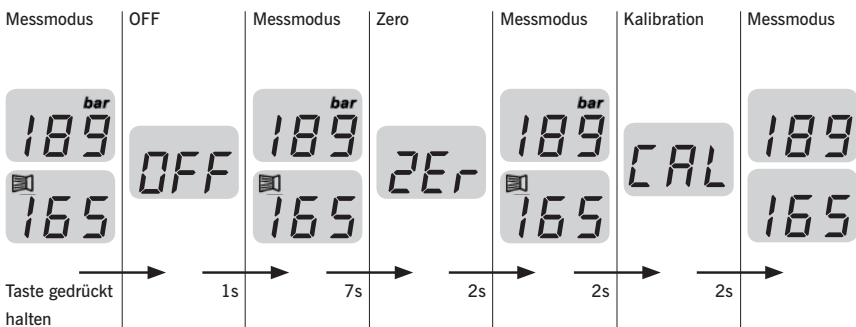 Messmodus OFF Messmodus Zero Messmodus Kalibration Messmodus
bar bar bar
189 189 189 189
OFF 2Er CAL
165 165 165 165
Taste gedrückt 1s 7s 2s 2s 2s
halten